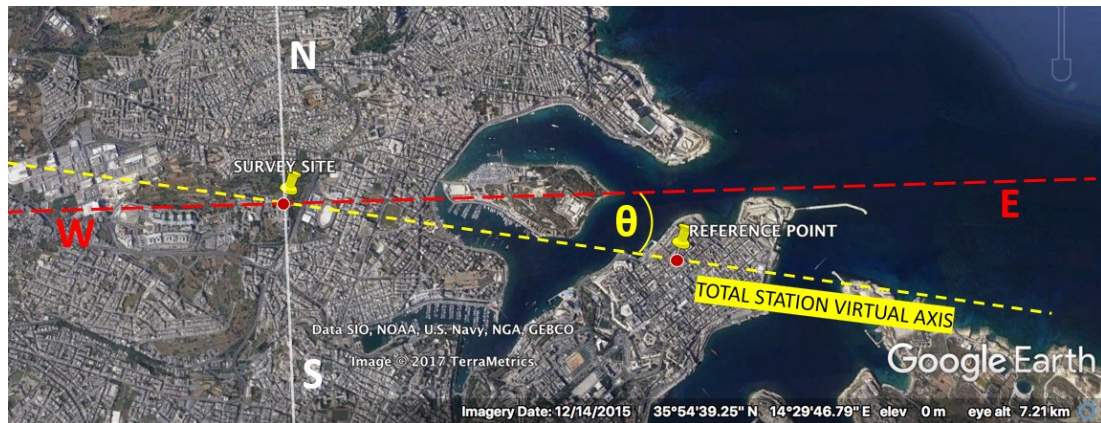 N
SURVEY SITE
W
E
θ
REFERENCE POINT
TOTAL STATION VIRTUAL AXIS
Data SIO, NOAA, U.S. Navy, NGA, GEBCO
Image © 2017 TerraMetrics
S
Google Earth
Imagery Date: 12/14/2015 35°54'39.25" N 14°29'46.79" E elev 0 m eye alt 7.21 km